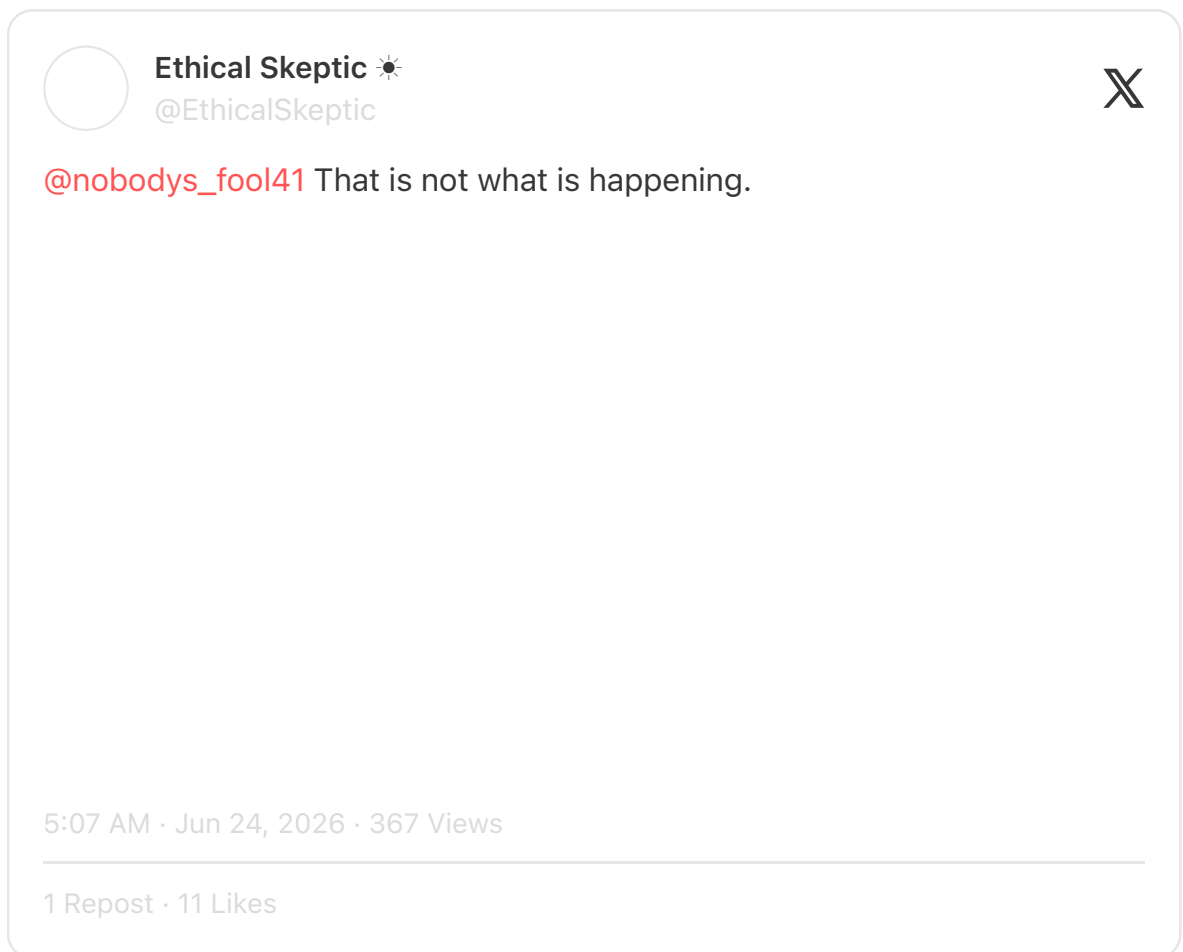 Ethical Skeptic ☀
@EthicalSkeptic
@nobodys_fool41 That is not what is happening.
5:07 AM · Jun 24, 2026 · 367 Views
1 Repost · 11 Likes